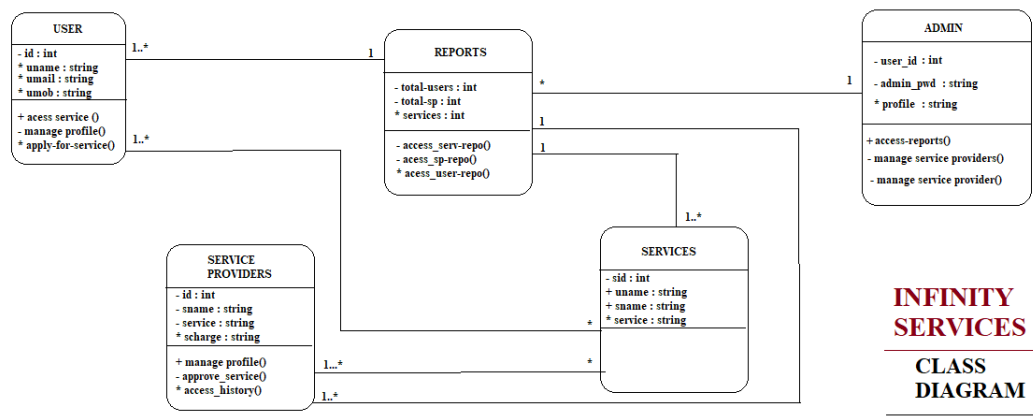 USER
- id : int
* uname : string
* umail : string
* umob : string
+ acess service ()
- manage profile()
* apply-for-service()
1..*
1
1..*
REPORTS
- total-users : int
- total-sp : int
* services : int
- access_serv-repo()
- acess_sp-repo()
* acess_user-repo()
*
1
1
1
ADMIN
- user_id : int
- admin_pwd : string
* profile : string
+ access-reports()
- manage service providers()
- manage service provider()
1..*
SERVICE
PROVIDERS
- id : int
- sname : string
- service : string
* scharge : string
+ manage profile()
- approve_service()
* access_history()
1...*
1..*
*
*
SERVICES
- sid : int
+ uname : string
+ sname : string
* service : string
INFINITY
SERVICES
CLASS
DIAGRAM